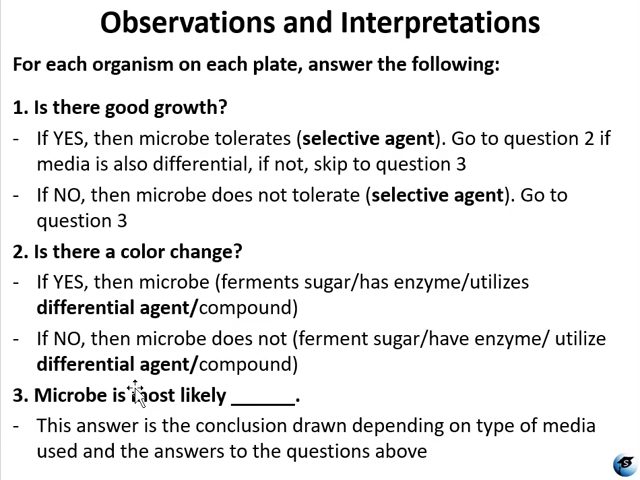 Observations and Interpretations
For each organism on each plate, answer the following:
1. Is there good growth?
- If YES, then microbe tolerates (selective agent). Go to question 2 if
media is also differential, if not, skip to question 3
- If NO, then microbe does not tolerate (selective agent). Go to
question 3
2. Is there a color change?
- If YES, then microbe (ferments sugar/has enzyme/utilizes
differential agent/compound)
- If NO, then microbe does not (ferment sugar/have enzyme/ utilize
differential agent/compound)
3. Microbe is most likely ______.
- This answer is the conclusion drawn depending on type of media
used and the answers to the questions above
S